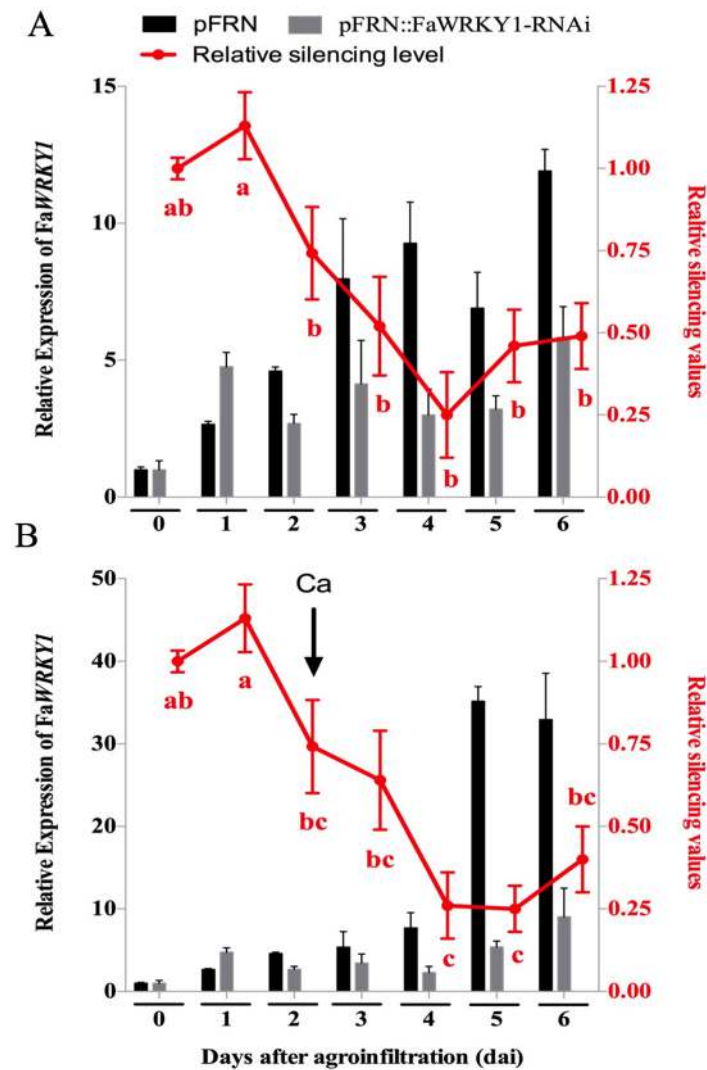 A
pFRN pFRN::FaWRKY1-RNAi
Relative silencing level
Relative Expression of FaWRKY1
15
10
5
0
1.25
1.00
0.75
0.50
0.25
0.00
Realtive silencing values
ab
a
b
b
b
b
b
0 1 2 3 4 5 6
B
Relative Expression of FaWRKY1
50
40
30
20
10
0
Ca
1.25
1.00
0.75
0.50
0.25
0.00
Relative silencing values
ab
a
bc
bc
c
c
bc
0 1 2 3 4 5 6
Days after agroinfiltration (dai)